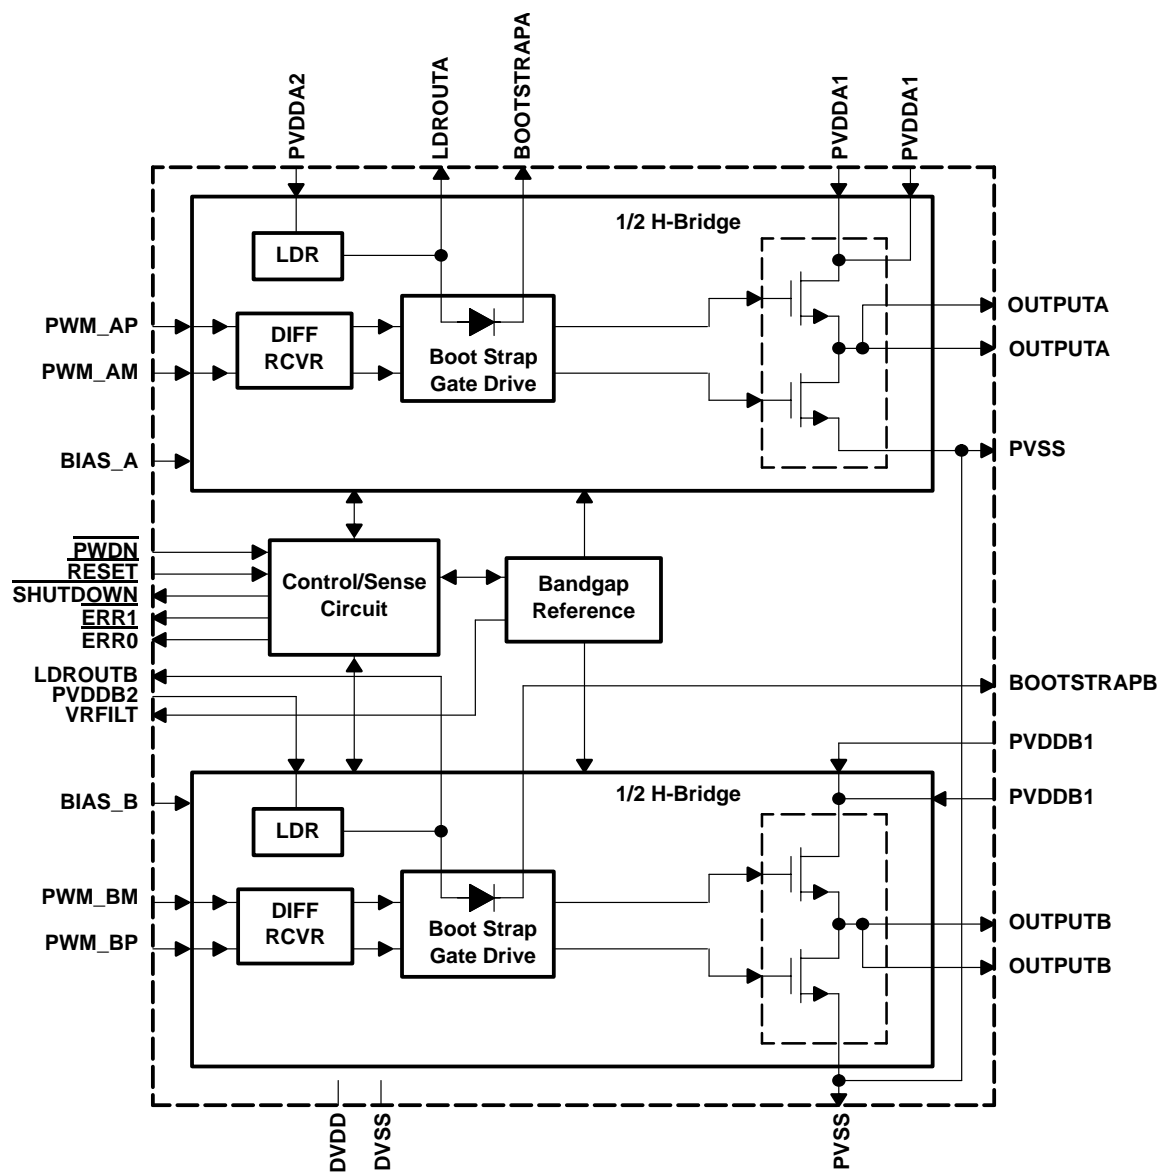 PVDDA2
LDROUTA
BOOTSTRAPA
PVDDA1
PVDDA1
1/2 H-Bridge
LDR
PWM_AP
PWM_AM
DIFF
RCVR
Boot Strap
Gate Drive
OUTPUTA
OUTPUTA
BIAS_A
PVSS
PWDN
RESET
SHUTDOWN
ERR1
ERR0
Control/Sense
Circuit
Bandgap
Reference
LDROUTB
PVDDB2
VRFILT
BOOTSTRAPB
PVDDB1
PVDDB1
1/2 H-Bridge
BIAS_B
LDR
PWM_BM
PWM_BP
DIFF
RCVR
Boot Strap
Gate Drive
OUTPUTB
OUTPUTB
DVDD
DVSS
PVSS